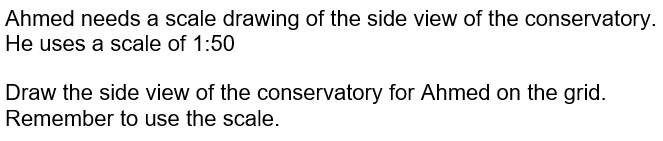 Ahmed needs a scale drawing of the side view of the conservatory.
He uses a scale of 1:50
Draw the side view of the conservatory for Ahmed on the grid.
Remember to use the scale.